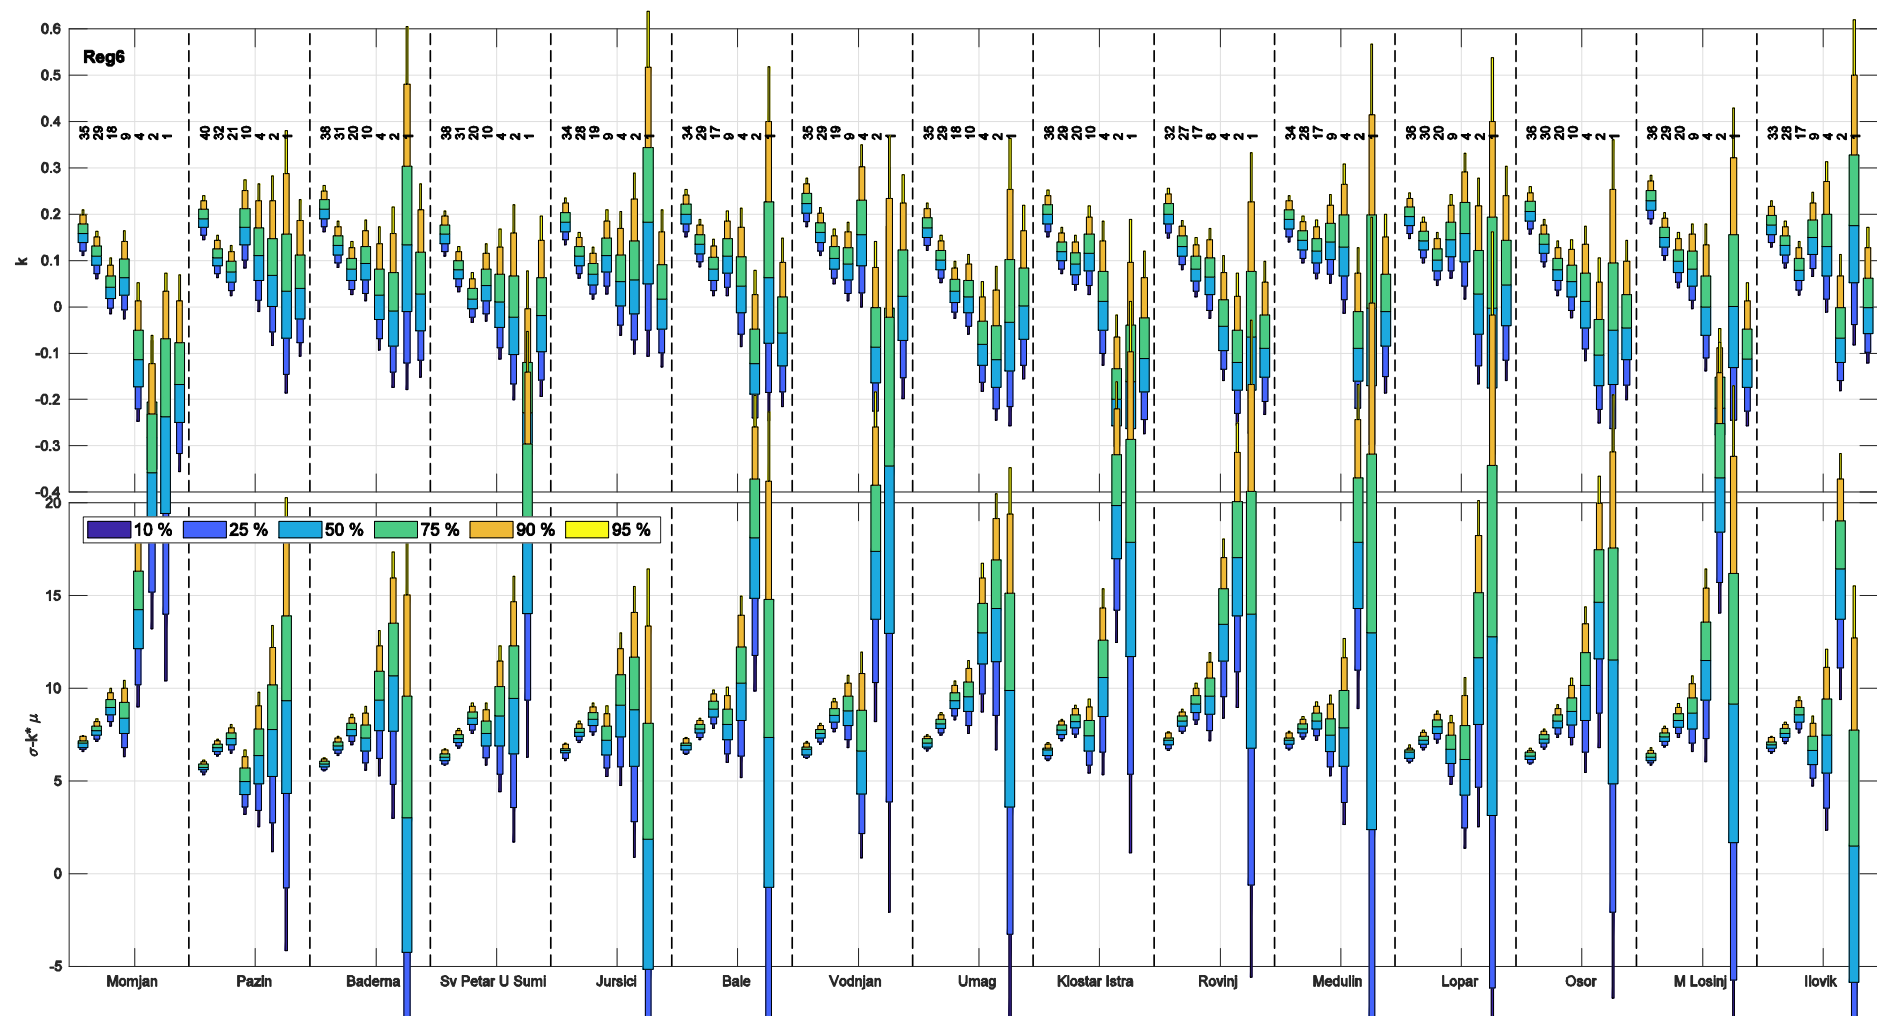 0.6
Reg6
0.5
0.4
35 29 18 9 4 2 1 40 32 21 10 4 2 1 38 31 20 10 4 2 1 38 31 20 10 4 2 1 34 28 19 9 4 2 1 34 29 17 9 4 2 1 35 29 19 9 4 2 1 35 29 18 10 4 2 1 36 29 20 10 4 2 1 32 27 17 8 4 2 1 34 28 17 9 4 2 1 36 30 20 9 4 2 1 36 30 20 10 4 2 1 36 29 20 9 4 2 1 33 28 17 9 4 2 1
0.3
0.2
0.1
k
0
-0.1
-0.2
-0.3
-0.4
20
10 % 25 % 50 % 75 % 90 % 95 %
15
10
σ-k* μ
5
0
-5
Momjan Pazin Baderna Sv Petar U Sumi Jursici Bale Vodnjan Umag Klostar Istra Rovinj Medulin Lopar Osor M Losinj Ilovik